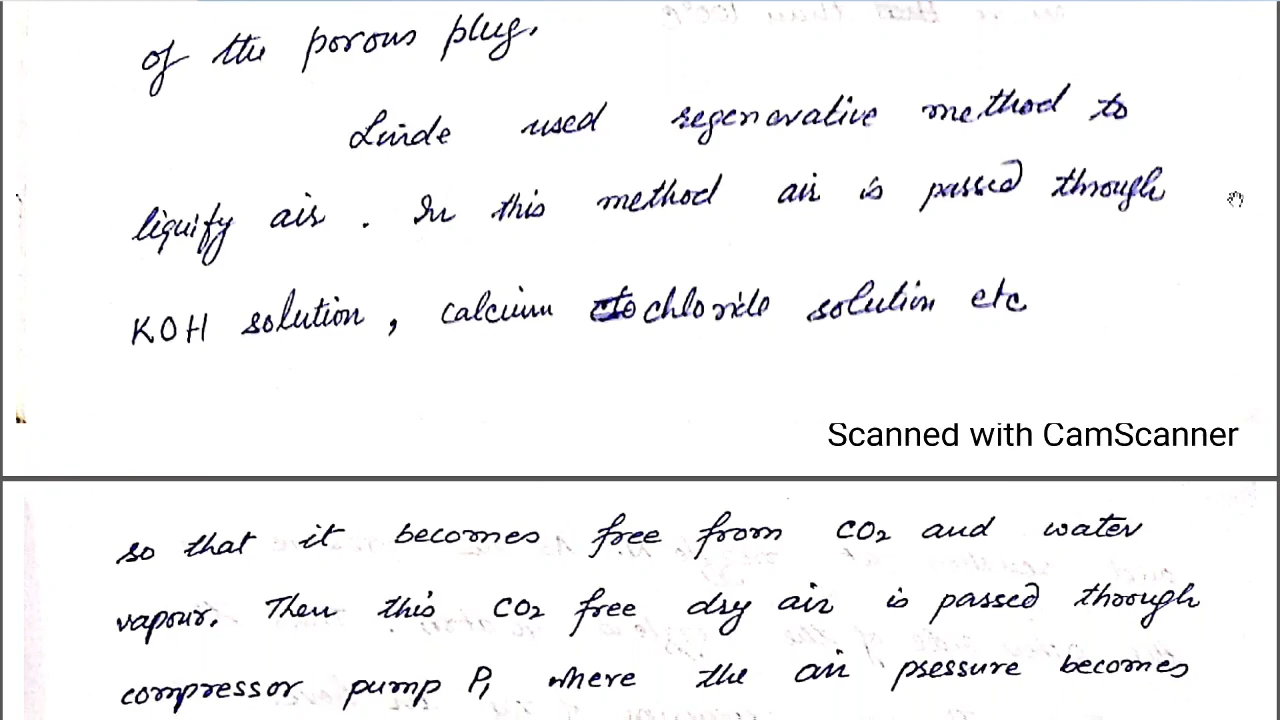 of the porous plug.
Linde used regenerative method to
liquify air. In this method air is passed through
KOH solution, calcium chloride solution etc
Scanned with CamScanner
so that it becomes free from CO₂ and water
vapour. Then this CO₂ free dry air is passed through
compressor pump P₁ where the air pressure becomes